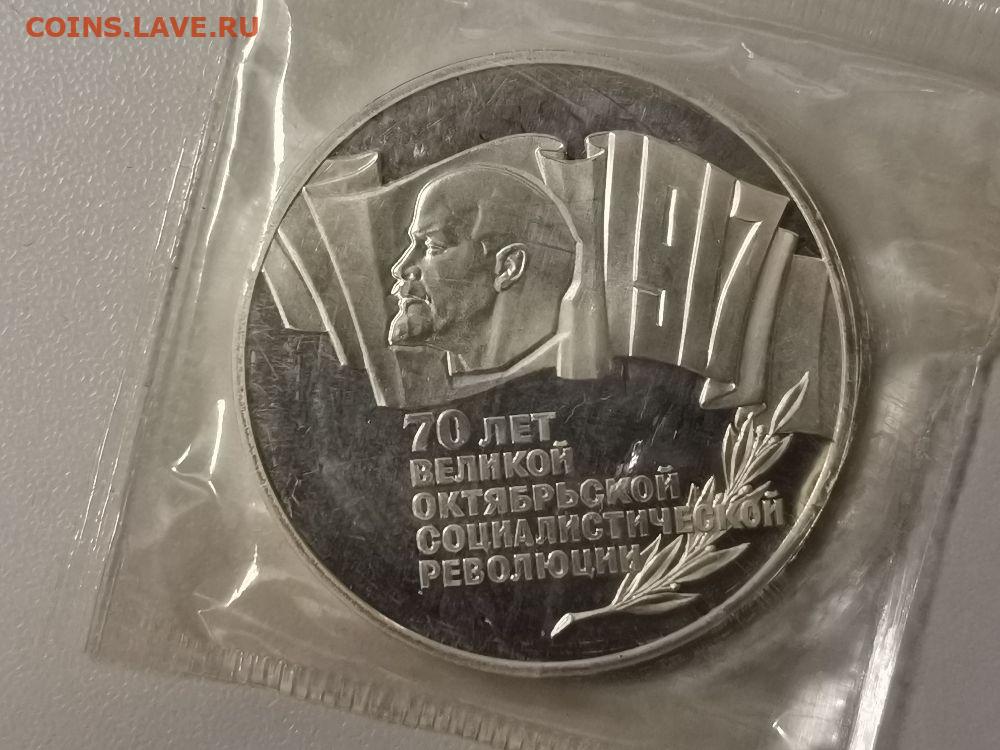 COINS.LAVE.RU
1917
70 ЛЕТ
ВЕЛИКОЙ
ОКТЯБРЬСКОЙ
СОЦИАЛИСТИЧЕСКОЙ
РЕВОЛЮЦИИ